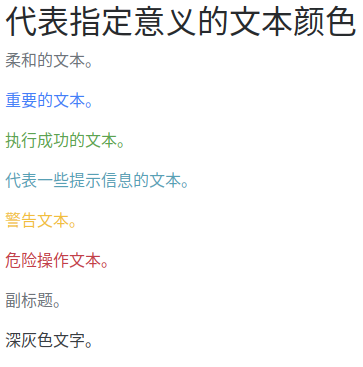 代表指定意义的文本颜色
柔和的文本。
重要的文本。
执行成功的文本。
代表一些提示信息的文本。
警告文本。
危险操作文本。
副标题。
深灰色文字。